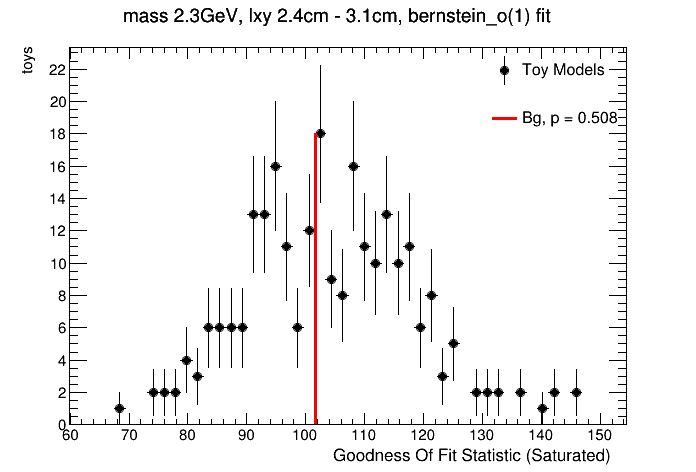 mass 2.3GeV, lxy 2.4cm - 3.1cm, bernstein_o(1) fit
toys
Toy Models
Bg, p = 0.508
22
20
18
16
14
12
10
8
6
4
2
0
60 70 80 90 100 110 120 130 140 150
Goodness Of Fit Statistic (Saturated)